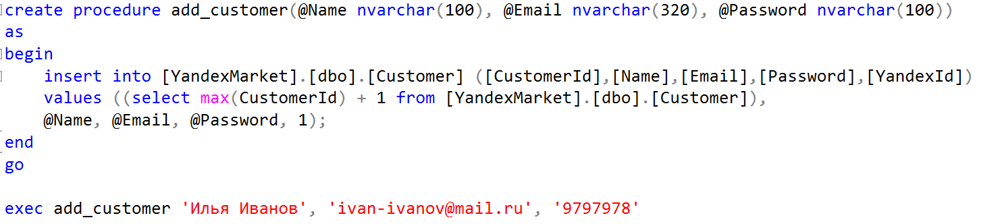 create procedure add_customer(@Name nvarchar(100), @Email nvarchar(320), @Password nvarchar(100))
as
begin
    insert into [YandexMarket].[dbo].[Customer] ([CustomerId],[Name],[Email],[Password],[YandexId])
    values ((select max(CustomerId) + 1 from [YandexMarket].[dbo].[Customer]),
    @Name, @Email, @Password, 1);
end
go

exec add_customer 'Илья Иванов', 'ivan-ivanov@mail.ru', '9797978'